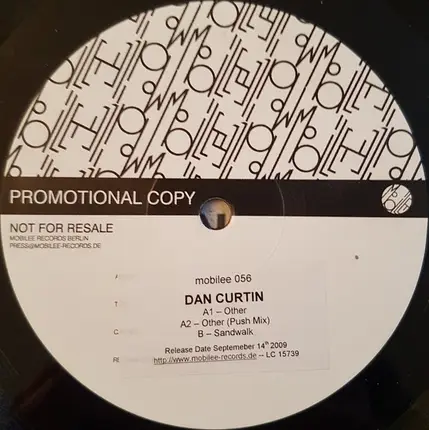 PROMOTIONAL COPY
NOT FOR RESALE
MOBILEE RECORDS BERLIN
PRESS@MOBILEE-RECORDS.DE
mobilee 056
DAN CURTIN
A1 – Other
A2 – Other (Push Mix)
B – Sandwalk
Release Date Septemeber 14th 2009
http://www.mobilee-records.de -- LC 15739